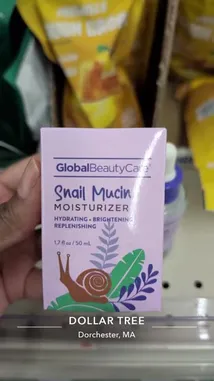 GlobalBeautyCare
Snail Mucin
MOISTURIZER
HYDRATING • BRIGHTENING
REPLENISHING
1.7 fl oz / 50 mL
DOLLAR TREE
Dorchester, MA